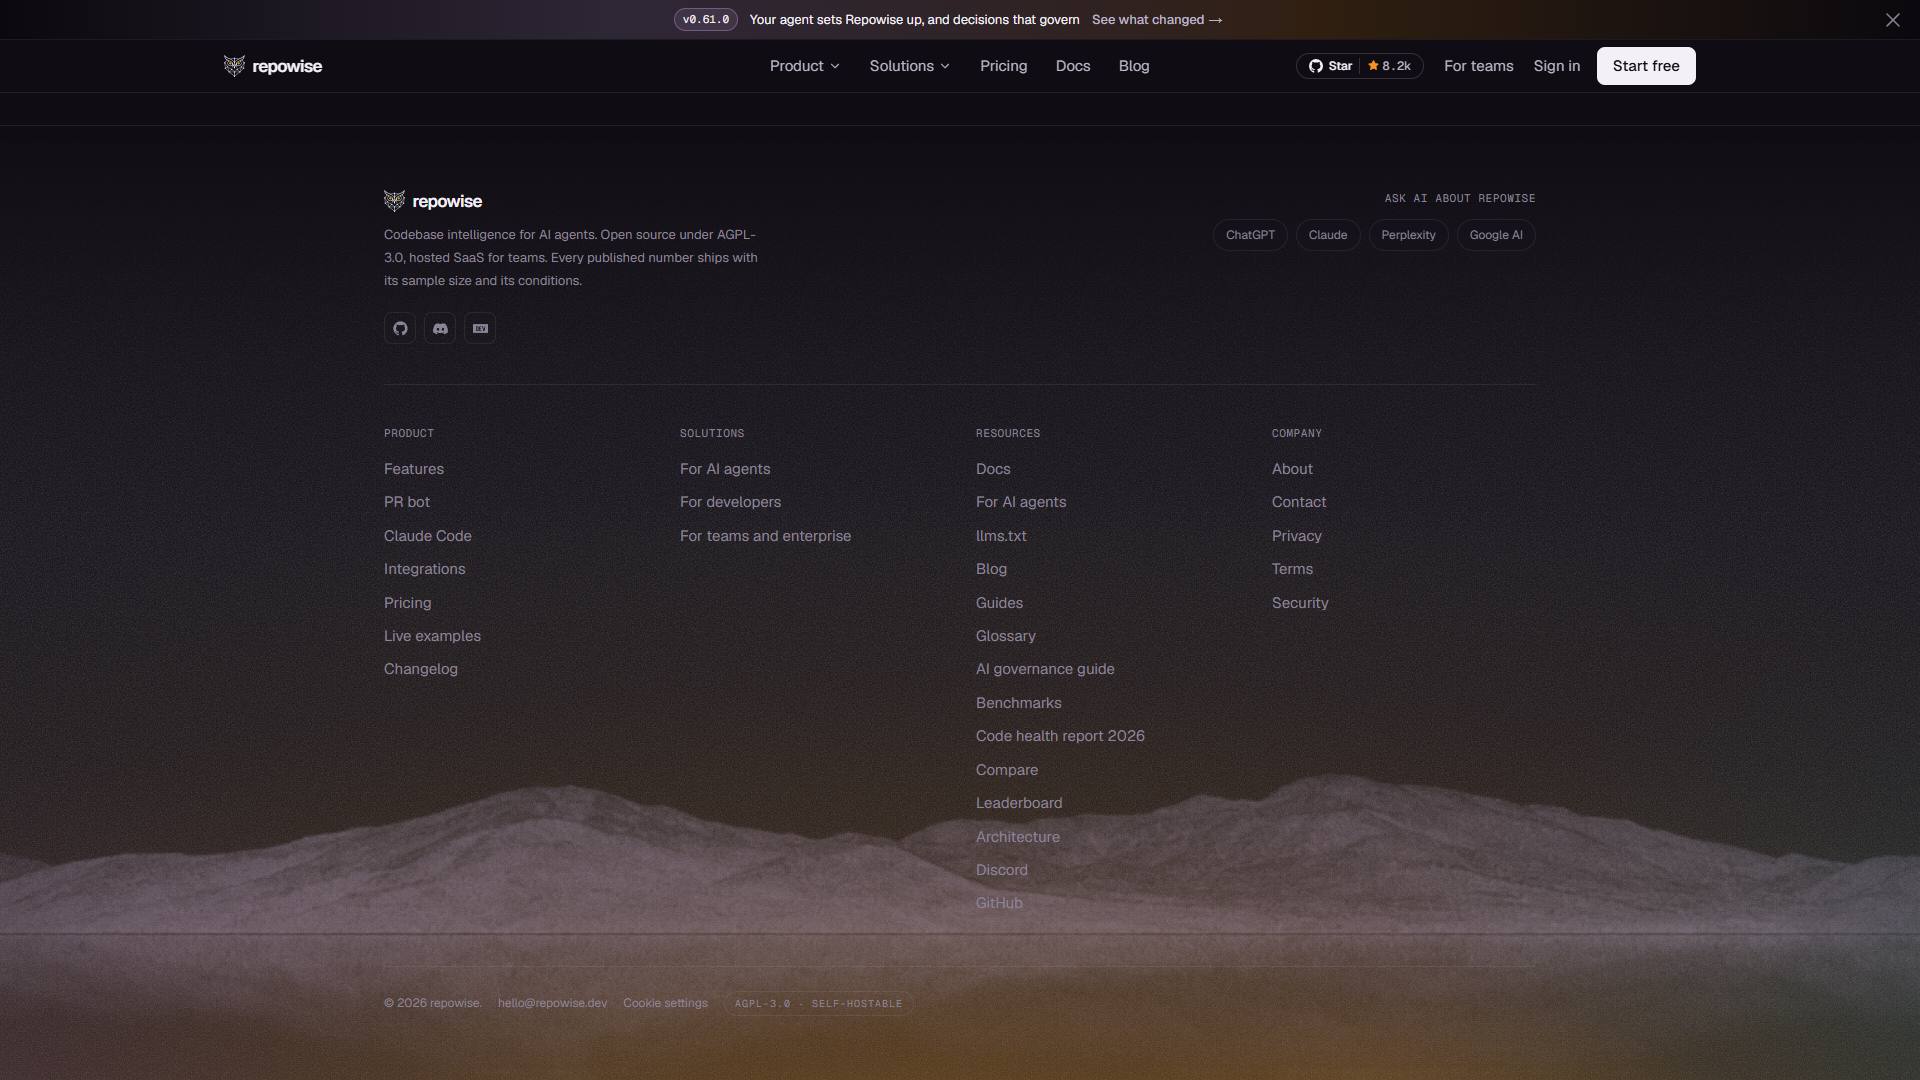 v0.61.0 Your agent sets Repowise up, and decisions that govern See what changed →
repowise Product Solutions Pricing Docs Blog Star 8.2k For teams Sign in Start free
repowise
Codebase intelligence for AI agents. Open source under AGPL-
3.0, hosted SaaS for teams. Every published number ships with
its sample size and its conditions.
DEV
ASK AI ABOUT REPOWISE
ChatGPT Claude Perplexity Google AI
PRODUCT
Features
PR bot
Claude Code
Integrations
Pricing
Live examples
Changelog
SOLUTIONS
For AI agents
For developers
For teams and enterprise
RESOURCES
Docs
For AI agents
llms.txt
Blog
Guides
Glossary
AI governance guide
Benchmarks
Code health report 2026
Compare
Leaderboard
Architecture
Discord
GitHub
COMPANY
About
Contact
Privacy
Terms
Security
© 2026 repowise. hello@repowise.dev Cookie settings AGPL-3.0 · SELF-HOSTABLE